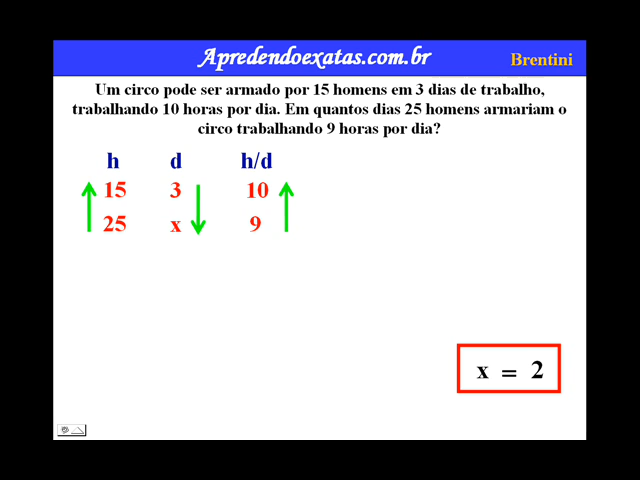 Apredendoexatas.com.br
Brentini
Um circo pode ser armado por 15 homens em 3 dias de trabalho,
trabalhando 10 horas por dia. Em quantos dias 25 homens armariam o
circo trabalhando 9 horas por dia?
h d h/d
15 3 10
25 x 9
x = 2